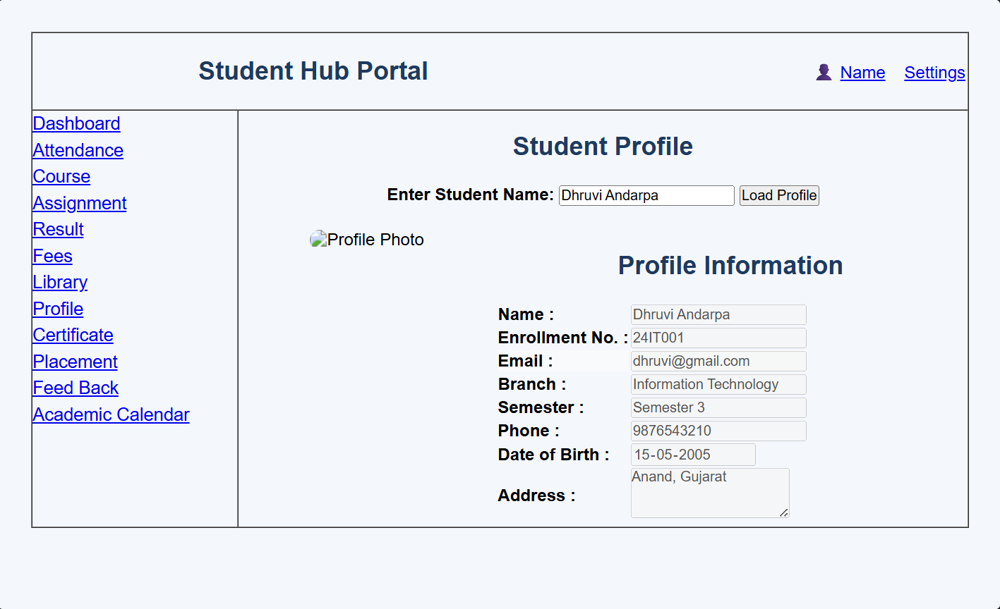 Student Hub Portal
Name Settings
Dashboard
Attendance
Course
Assignment
Result
Fees
Library
Profile
Certificate
Placement
Feed Back
Academic Calendar
Student Profile
Enter Student Name: Dhruvi Andarpa Load Profile
Profile Photo
Profile Information
Name : Dhruvi Andarpa
Enrollment No. : 24IT001
Email : dhruvi@gmail.com
Branch : Information Technology
Semester : Semester 3
Phone : 9876543210
Date of Birth : 15-05-2005
Address : Anand, Gujarat